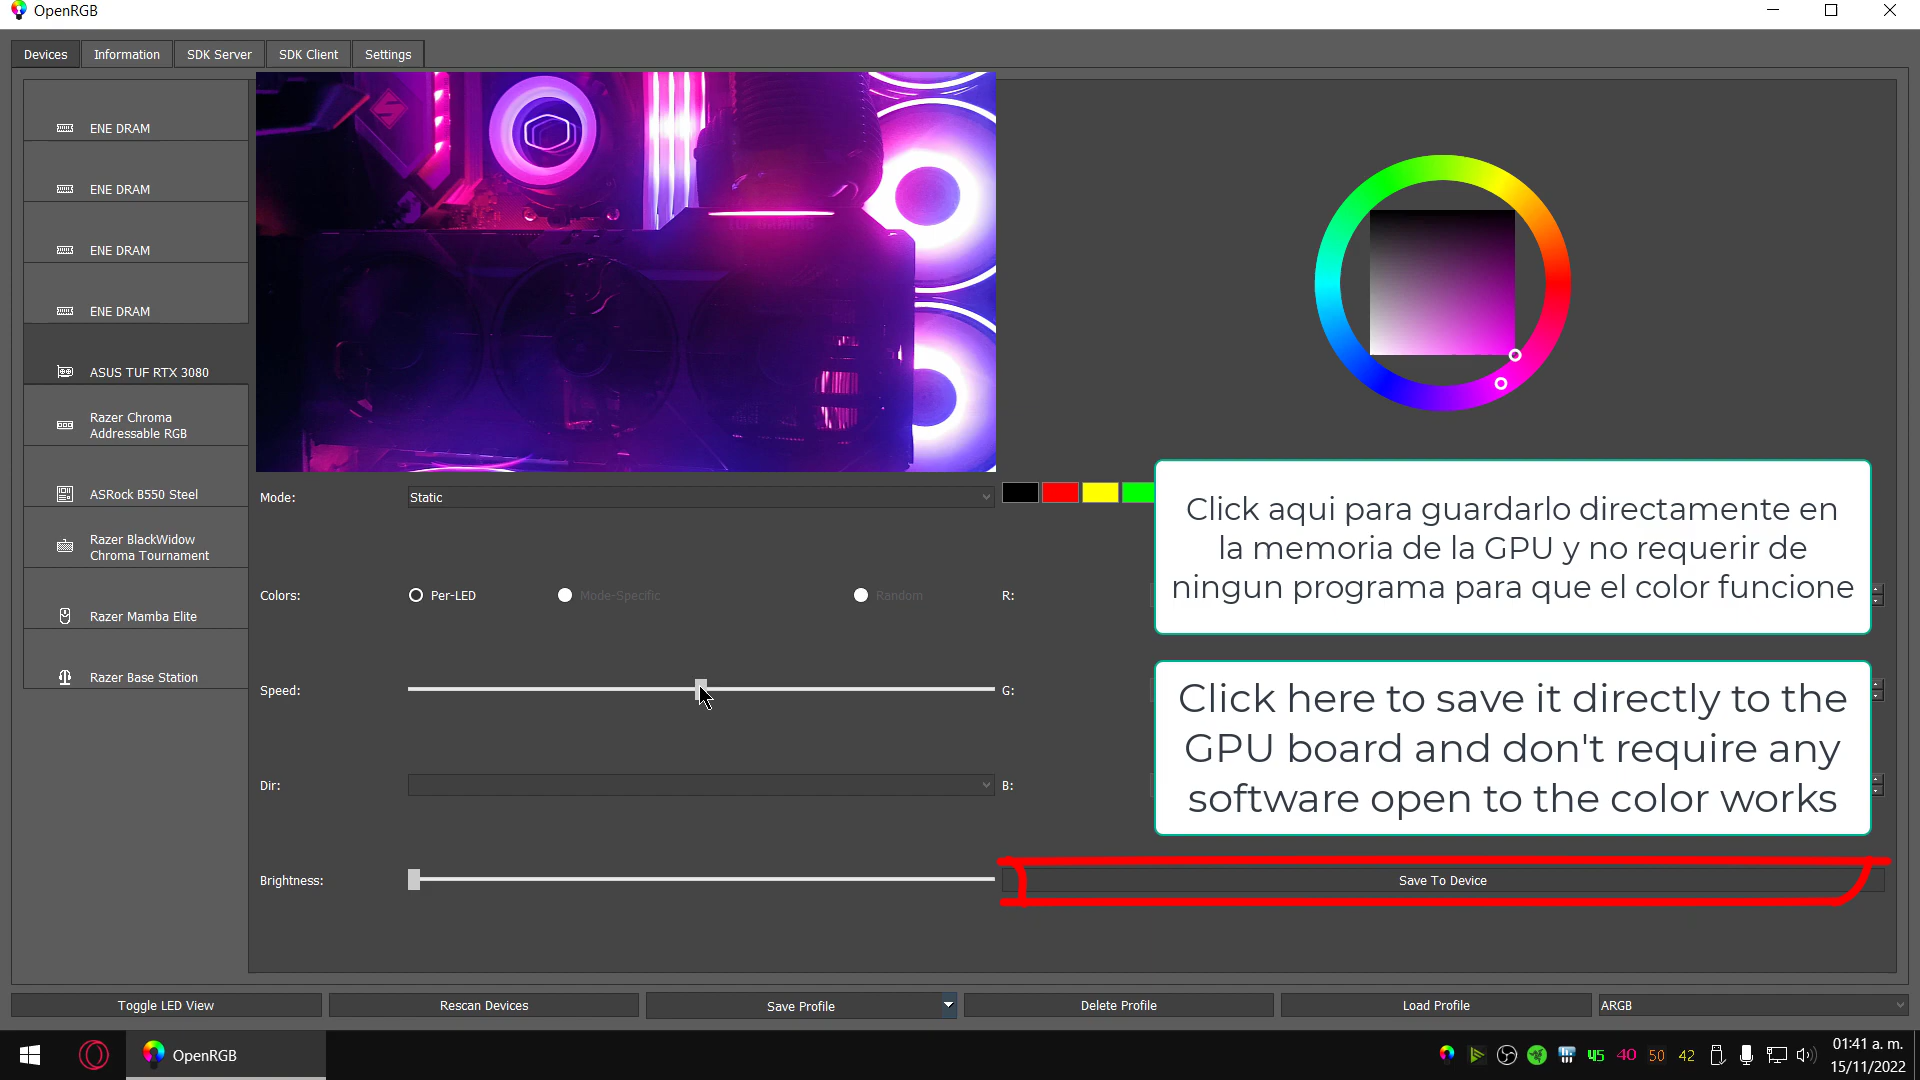 OpenRGB
Devices
Information
SDK Server
SDK Client
Settings
ENE DRAM
ENE DRAM
ENE DRAM
ENE DRAM
ASUS TUF RTX 3080
Razer Chroma
Addressable RGB
ASRock B550 Steel
Razer BlackWidow
Chroma Tournament
Razer Mamba Elite
Razer Base Station
Mode:
Static
Colors:
Per-LED
Mode-Specific
Random
R:
Speed:
G:
Dir:
B:
Brightness:
Click aqui para guardarlo directamente en
la memoria de la GPU y no requerir de
ningun programa para que el color funcione
Click here to save it directly to the
GPU board and don't require any
software open to the color works
Save To Device
Toggle LED View
Rescan Devices
Save Profile
Delete Profile
Load Profile
ARGB
OpenRGB
45
40
50
42
01:41 a. m.
15/11/2022